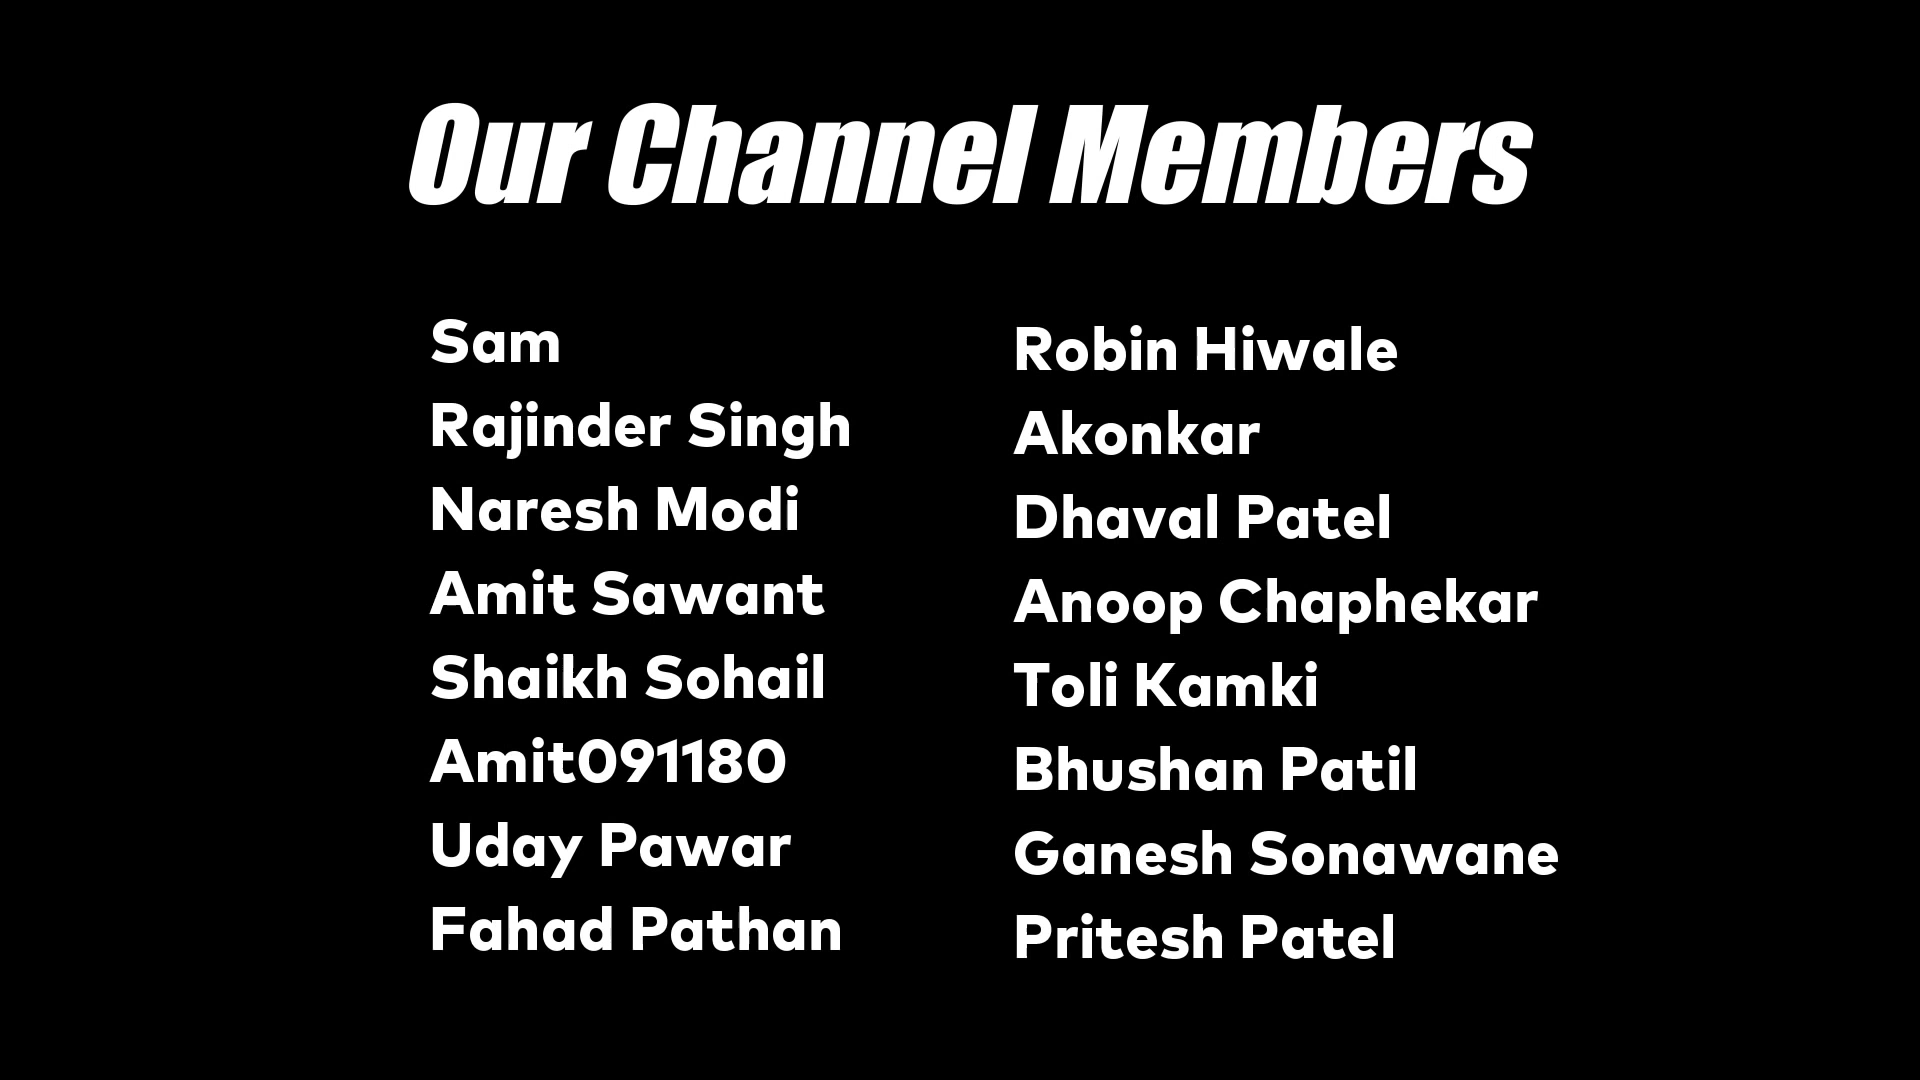 Our Channel Members
Sam
Rajinder Singh
Naresh Modi
Amit Sawant
Shaikh Sohail
Amit091180
Uday Pawar
Fahad Pathan
Robin Hiwale
Akonkar
Dhaval Patel
Anoop Chaphekar
Toli Kamki
Bhushan Patil
Ganesh Sonawane
Pritesh Patel